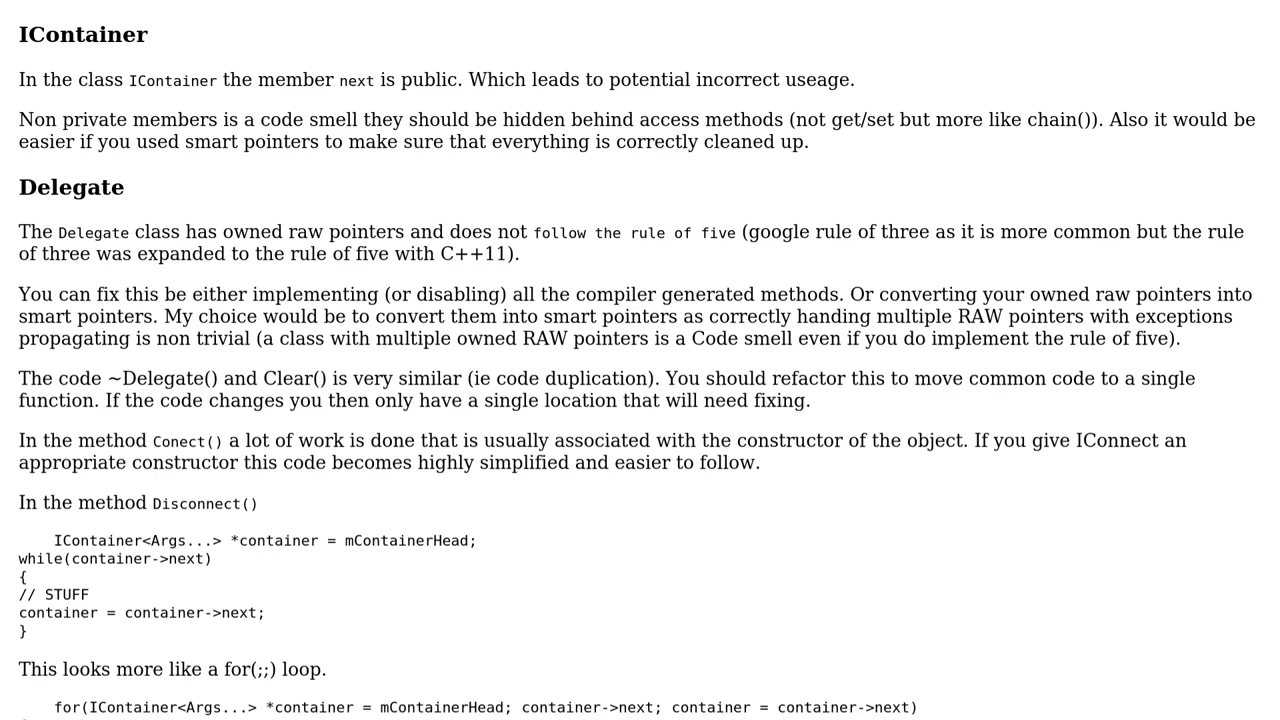 IContainer
In the class IContainer the member next is public. Which leads to potential incorrect useage.
Non private members is a code smell they should be hidden behind access methods (not get/set but more like chain()). Also it would be
easier if you used smart pointers to make sure that everything is correctly cleaned up.
Delegate
The Delegate class has owned raw pointers and does not follow the rule of five (google rule of three as it is more common but the rule
of three was expanded to the rule of five with C++11).
You can fix this be either implementing (or disabling) all the compiler generated methods. Or converting your owned raw pointers into
smart pointers. My choice would be to convert them into smart pointers as correctly handing multiple RAW pointers with exceptions
propagating is non trivial (a class with multiple owned RAW pointers is a Code smell even if you do implement the rule of five).
The code ~Delegate() and Clear() is very similar (ie code duplication). You should refactor this to move common code to a single
function. If the code changes you then only have a single location that will need fixing.
In the method Conect() a lot of work is done that is usually associated with the constructor of the object. If you give IConnect an
appropriate constructor this code becomes highly simplified and easier to follow.
In the method Disconnect()
IContainer<Args...> *container = mContainerHead;
while(container->next)
{
// STUFF
container = container->next;
}
This looks more like a for(;;) loop.
for(IContainer<Args...> *container = mContainerHead; container->next; container = container->next)